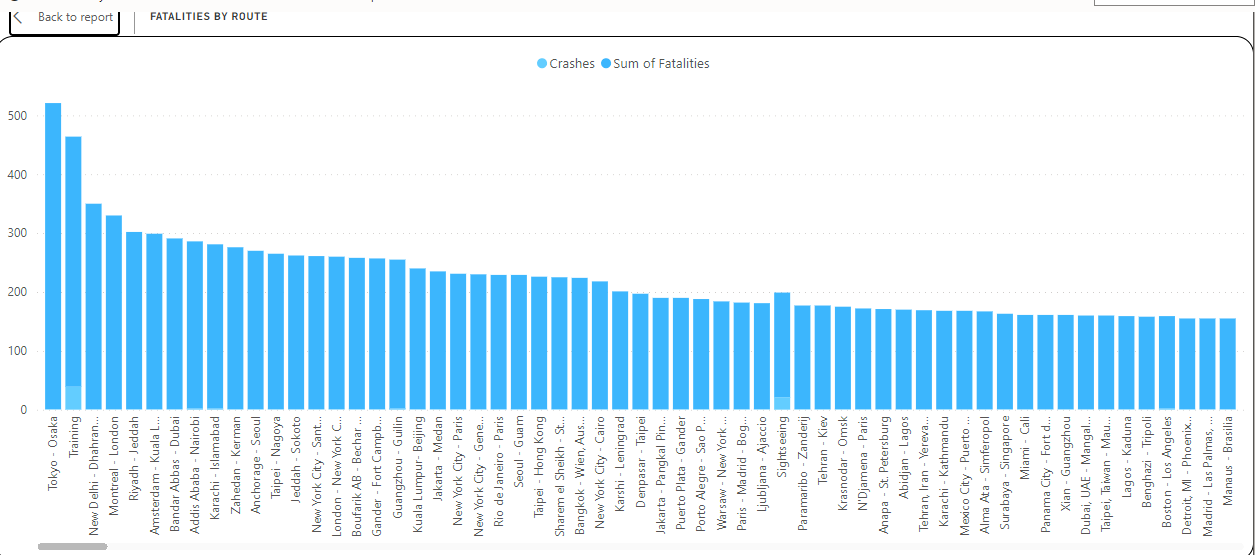 Back to report
FATALITIES BY ROUTE
Crashes
Sum of Fatalities
500
400
300
200
100
0
Tokyo - Osaka
Training
New Delhi - Dhahran...
Montreal - London
Riyadh - Jeddah
Amsterdam - Kuala L...
Bandar Abbas - Dubai
Addis Ababa - Nairobi
Karachi - Islamabad
Zahedan - Kerman
Anchorage - Seoul
Taipei - Nagoya
Jeddah - Sokoto
New York City - Sant...
London - New York C...
Boufarik AB - Bechar ...
Gander - Fort Campb...
Guangzhou - Guilin
Kuala Lumpur- Beijing
Jakarta - Medan
New York City - Paris
New York City - Gene...
Rio de Janeiro - Paris
Seoul - Guam
Taipei - Hong Kong
Sharem el Sheikh - St...
Bangkok - Wien, Aus...
New York City - Cairo
Karshi - Leningrad
Denpasar - Taipei
Jakarta - Pangkal Pin...
Puerto Plata - Gander
Porto Alegre - Sao P...
Warsaw - New York ...
Paris - Madrid - Bog...
Ljubljna - Ajaccio
Sightseeing
Paramaribo - Zanderij
Tehran - Kiev
Krasnodar - Omsk
N'Djamena - Paris
Anapa - St. Petersburg
Abidjan - Lagos
Tehran, Iran - Yereva...
Karachi - Kathmandu
Mexico City - Puerto ...
Alma Ata - Simferopol
Surabaya - Singapore
Miami - Cali
Panama City - Fort d...
Xian - Guangzhou
Dubai, UAE - Mangal...
Taipei, Taiwan - Mau...
Lagos - Kaduna
Benghazi - Tripoli
Boston - Los Angeles
Detroit, MI - Phoenix...
Madrid - Las Palmas, ...
Manaus - Brasilia